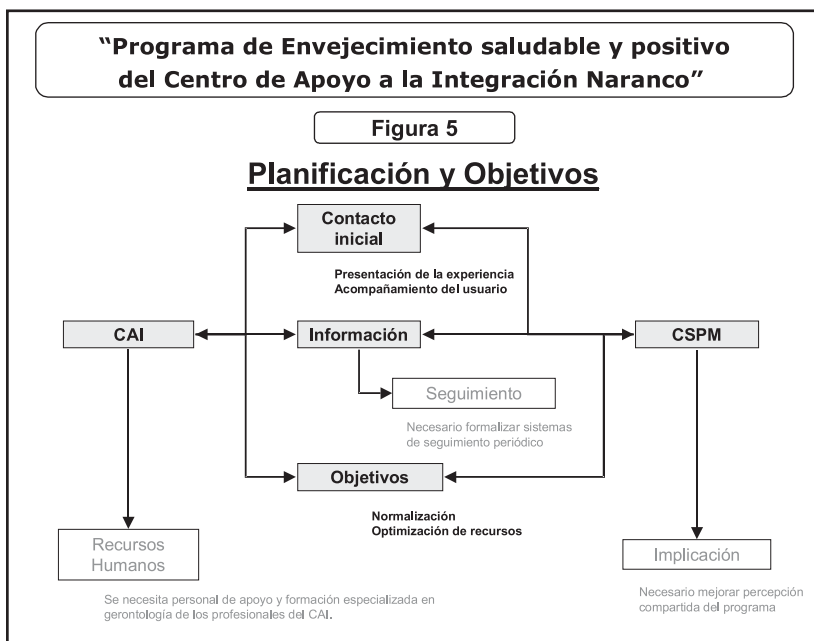 “Programa de Envejecimiento saludable y positivo
del Centro de Apoyo a la Integración Naranco”
Figura 5
Planificación y Objetivos
Contacto
inicial
Presentación de la experiencia
Acompañamiento del usuario
CAI
Información
CSPM
Seguimiento
Necesario formalizar sistemas
de seguimiento periódico
Objetivos
Normalización
Optimización de recursos
Recursos
Humanos
Implicación
Se necesita personal de apoyo y formación especializada en
gerontología de los profesionales del CAI.
Necesario mejorar percepción
compartida del programa